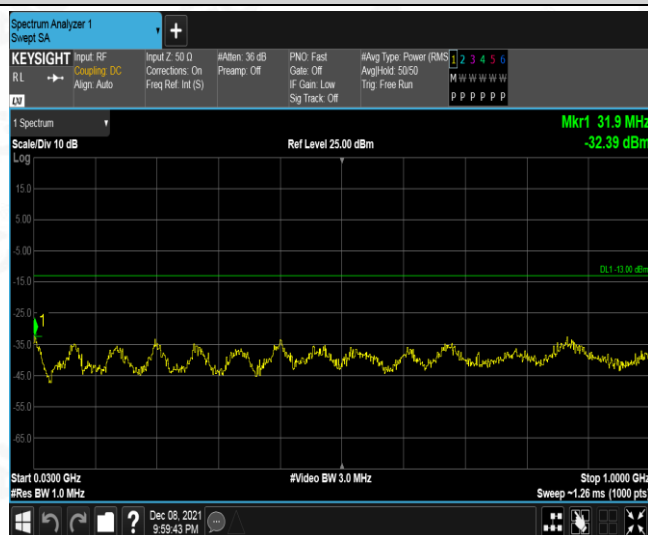 Spectrum Analyzer 1
Swept SA
+
KEYSIGHT
RL
LXI
Input: RF
Coupling: DC
Align: Auto
Input Z: 50 Ω
Corrections: On
Freq Ref: Int (S)
#Atten: 36 dB
Preamp: Off
PNO: Fast
Gate: Off
IF Gain: Low
Sig Track: Off
#Avg Type: Power (RMS
Avg|Hold: 50/50
Trig: Free Run
1 2 3 4 5 6
M W W W W W
P P P P P P
1 Spectrum
Scale/Div 10 dB
Ref Level 25.00 dBm
Mkr1 31.9 MHz
-32.39 dBm
Log
15.0
5.00
-5.00
DL1 -13.00 dBm
-15.0
-25.0
1
-35.0
-45.0
-55.0
-65.0
Start 0.0300 GHz
#Video BW 3.0 MHz
Stop 1.0000 GHz
#Res BW 1.0 MHz
Sweep ~1.26 ms (1000 pts)
?
Dec 08, 2021
9:59:43 PM